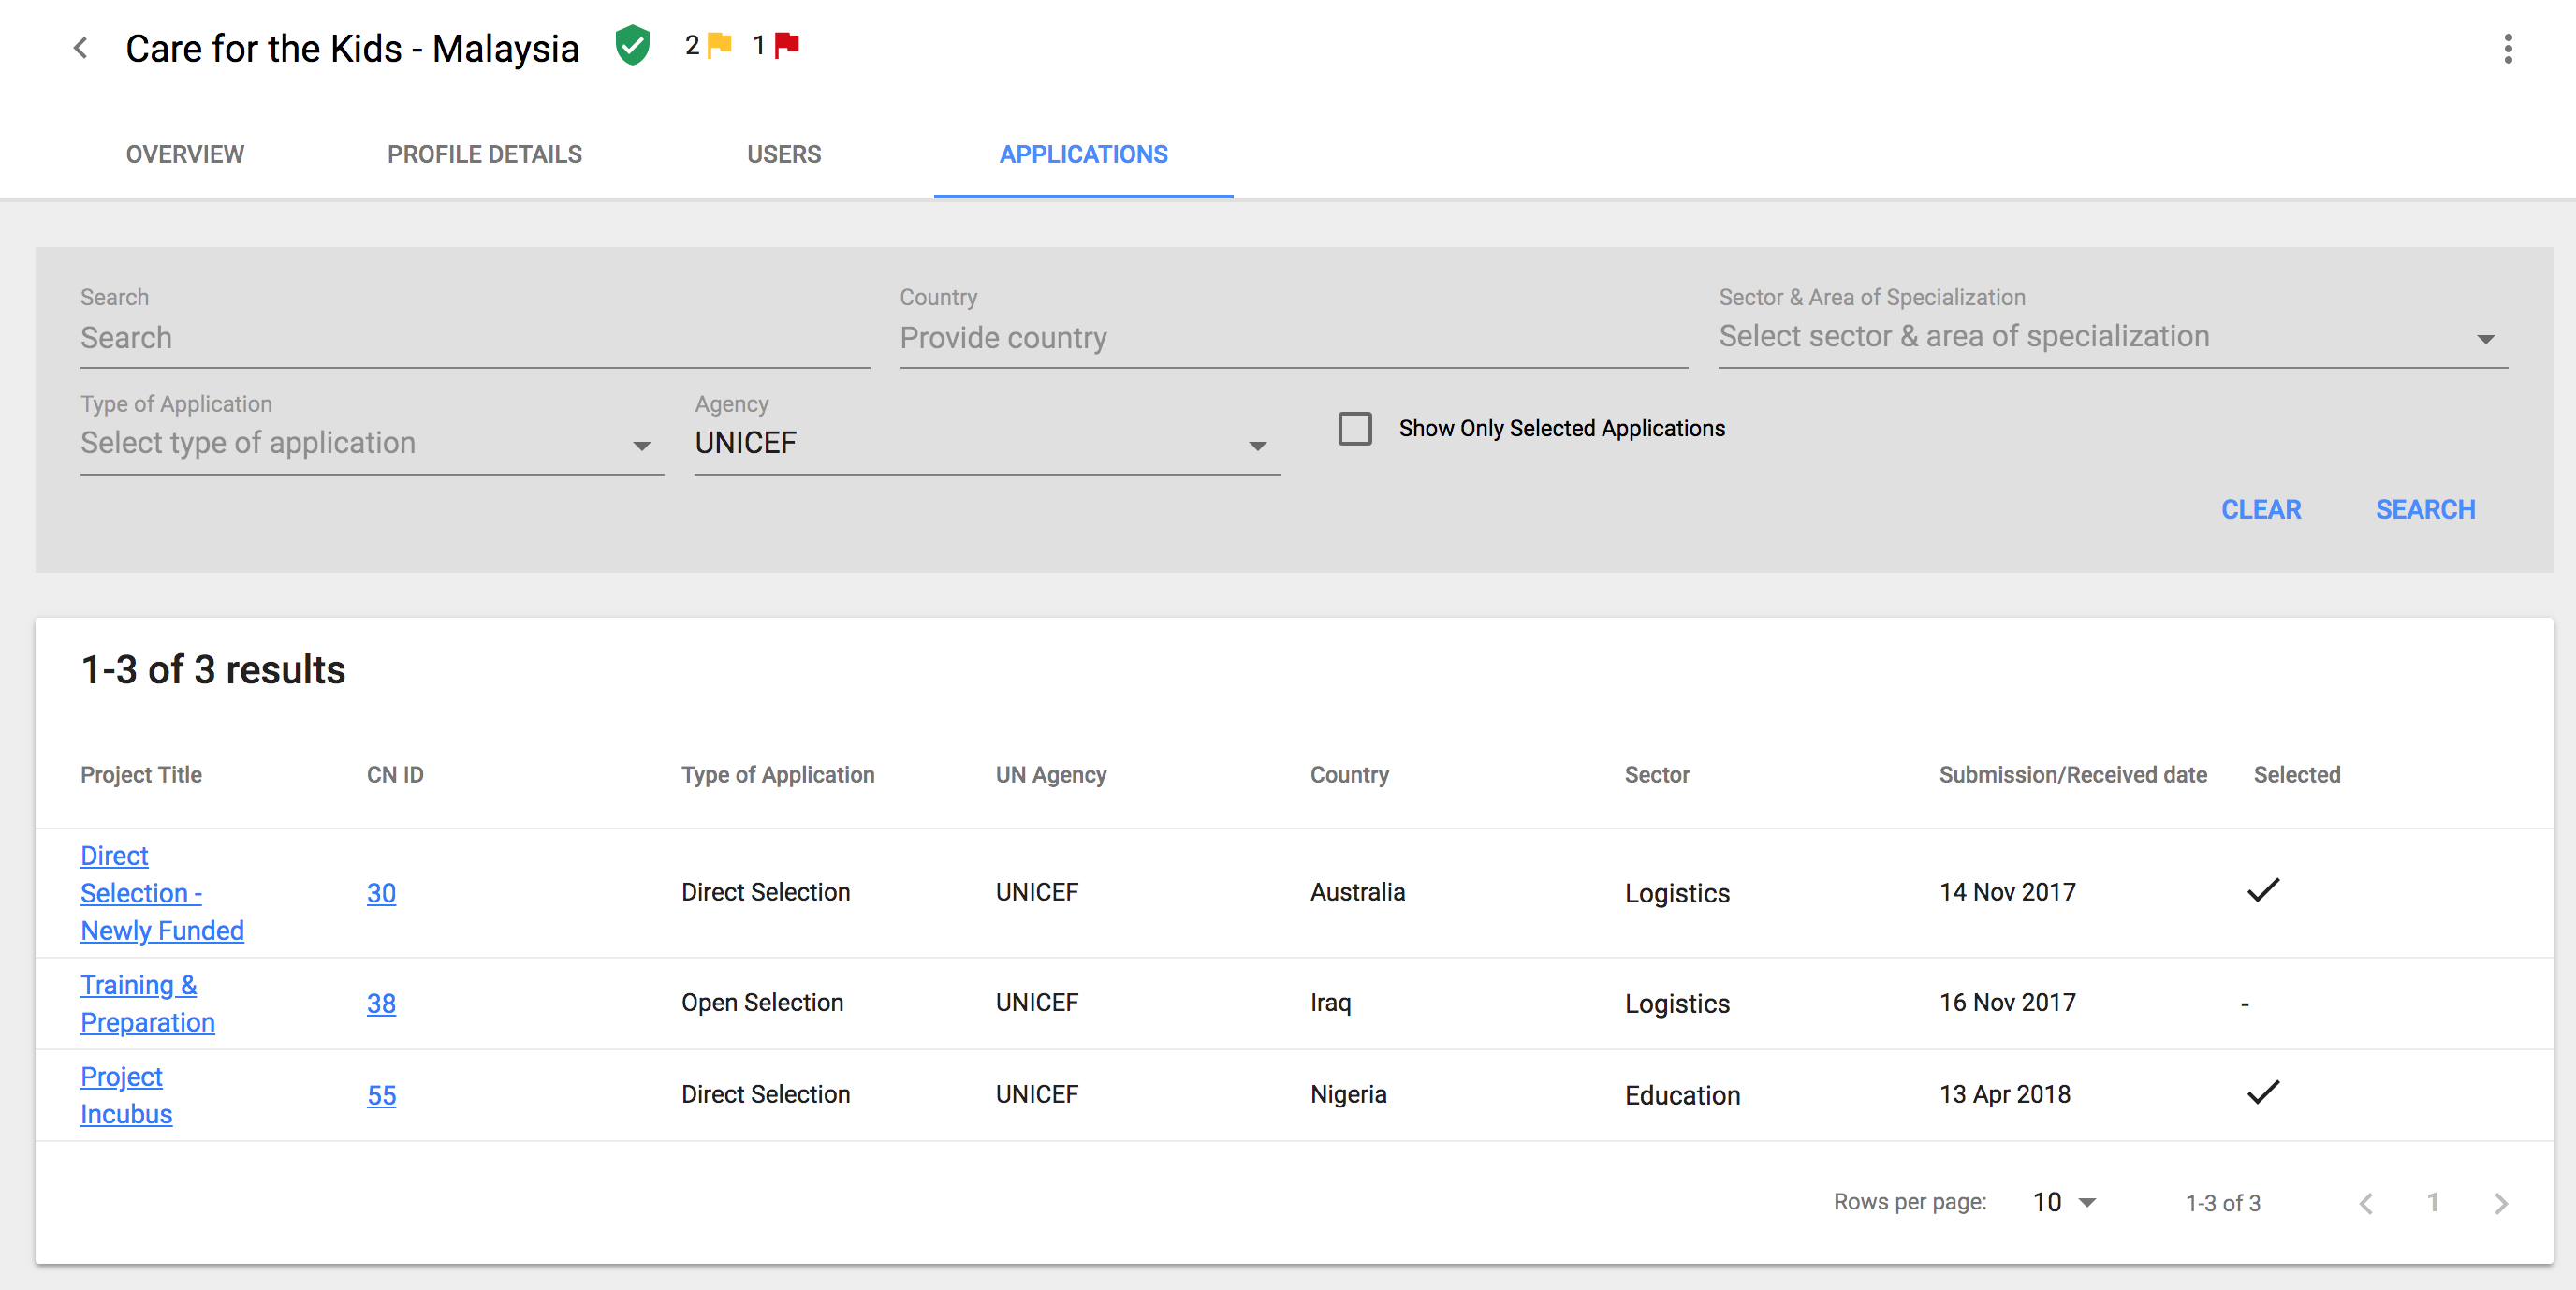 Care for the Kids - Malaysia 2 1
OVERVIEW PROFILE DETAILS USERS APPLICATIONS
Search Country Sector & Area of Specialization
Search Provide country Select sector & area of specialization
Type of Application Agency
Select type of application UNICEF Show Only Selected Applications
CLEAR SEARCH
1-3 of 3 results
Project Title CN ID Type of Application UN Agency Country Sector Submission/Received date Selected
Direct
Selection - 30 Direct Selection UNICEF Australia Logistics 14 Nov 2017
Newly Funded
Training &
Preparation 38 Open Selection UNICEF Iraq Logistics 16 Nov 2017 -
Project
Incubus 55 Direct Selection UNICEF Nigeria Education 13 Apr 2018
Rows per page: 10 1-3 of 3 1